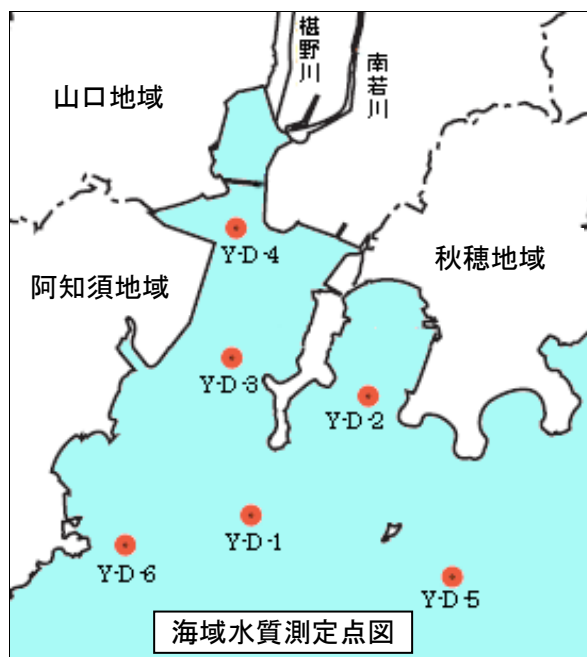 椹野川
南若川
山口地域
Y-D-4
秋穂地域
阿知須地域
Y-D-3
Y-D-2
Y-D-1
Y-D-6
Y-D-5
海域水質測定点図